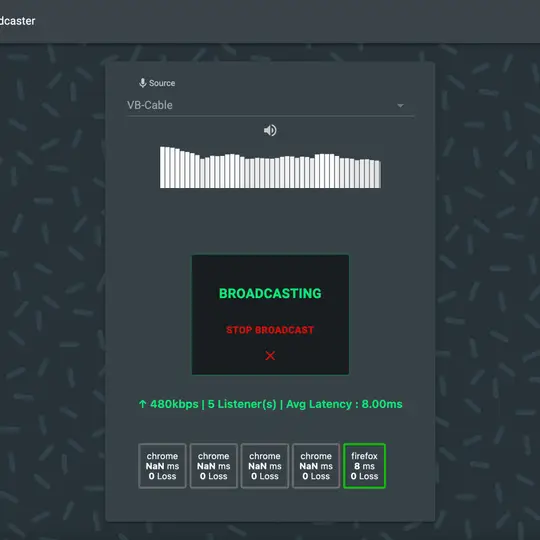 dcaster
Source
VB-Cable
BROADCASTING
STOP BROADCAST
↑ 480kbps | 5 Listener(s) | Avg Latency : 8.00ms
chrome
NaN ms
0 Loss
chrome
NaN ms
0 Loss
chrome
NaN ms
0 Loss
chrome
NaN ms
0 Loss
firefox
8 ms
0 Loss